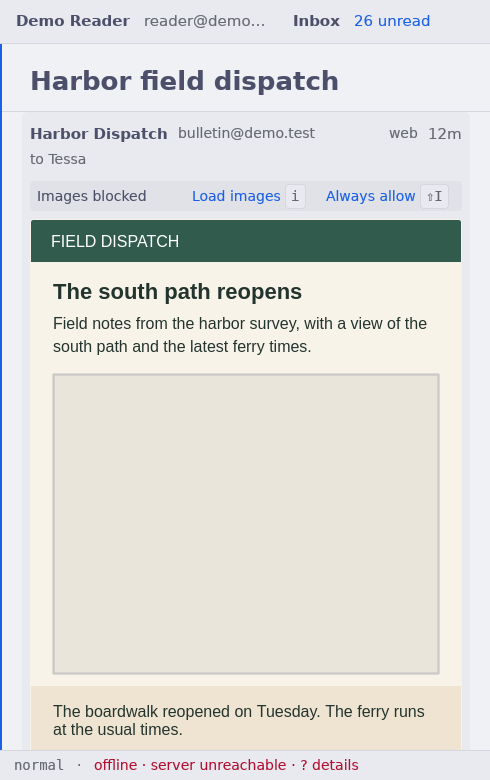 Demo Reader reader@demo... Inbox 26 unread
Harbor field dispatch
Harbor Dispatch bulletin@demo.test web 12m
to Tessa
Images blocked Load images i Always allow ⇧I
FIELD DISPATCH
The south path reopens
Field notes from the harbor survey, with a view of the
south path and the latest ferry times.
The boardwalk reopened on Tuesday. The ferry runs
at the usual times.
normal · offline · server unreachable · ? details